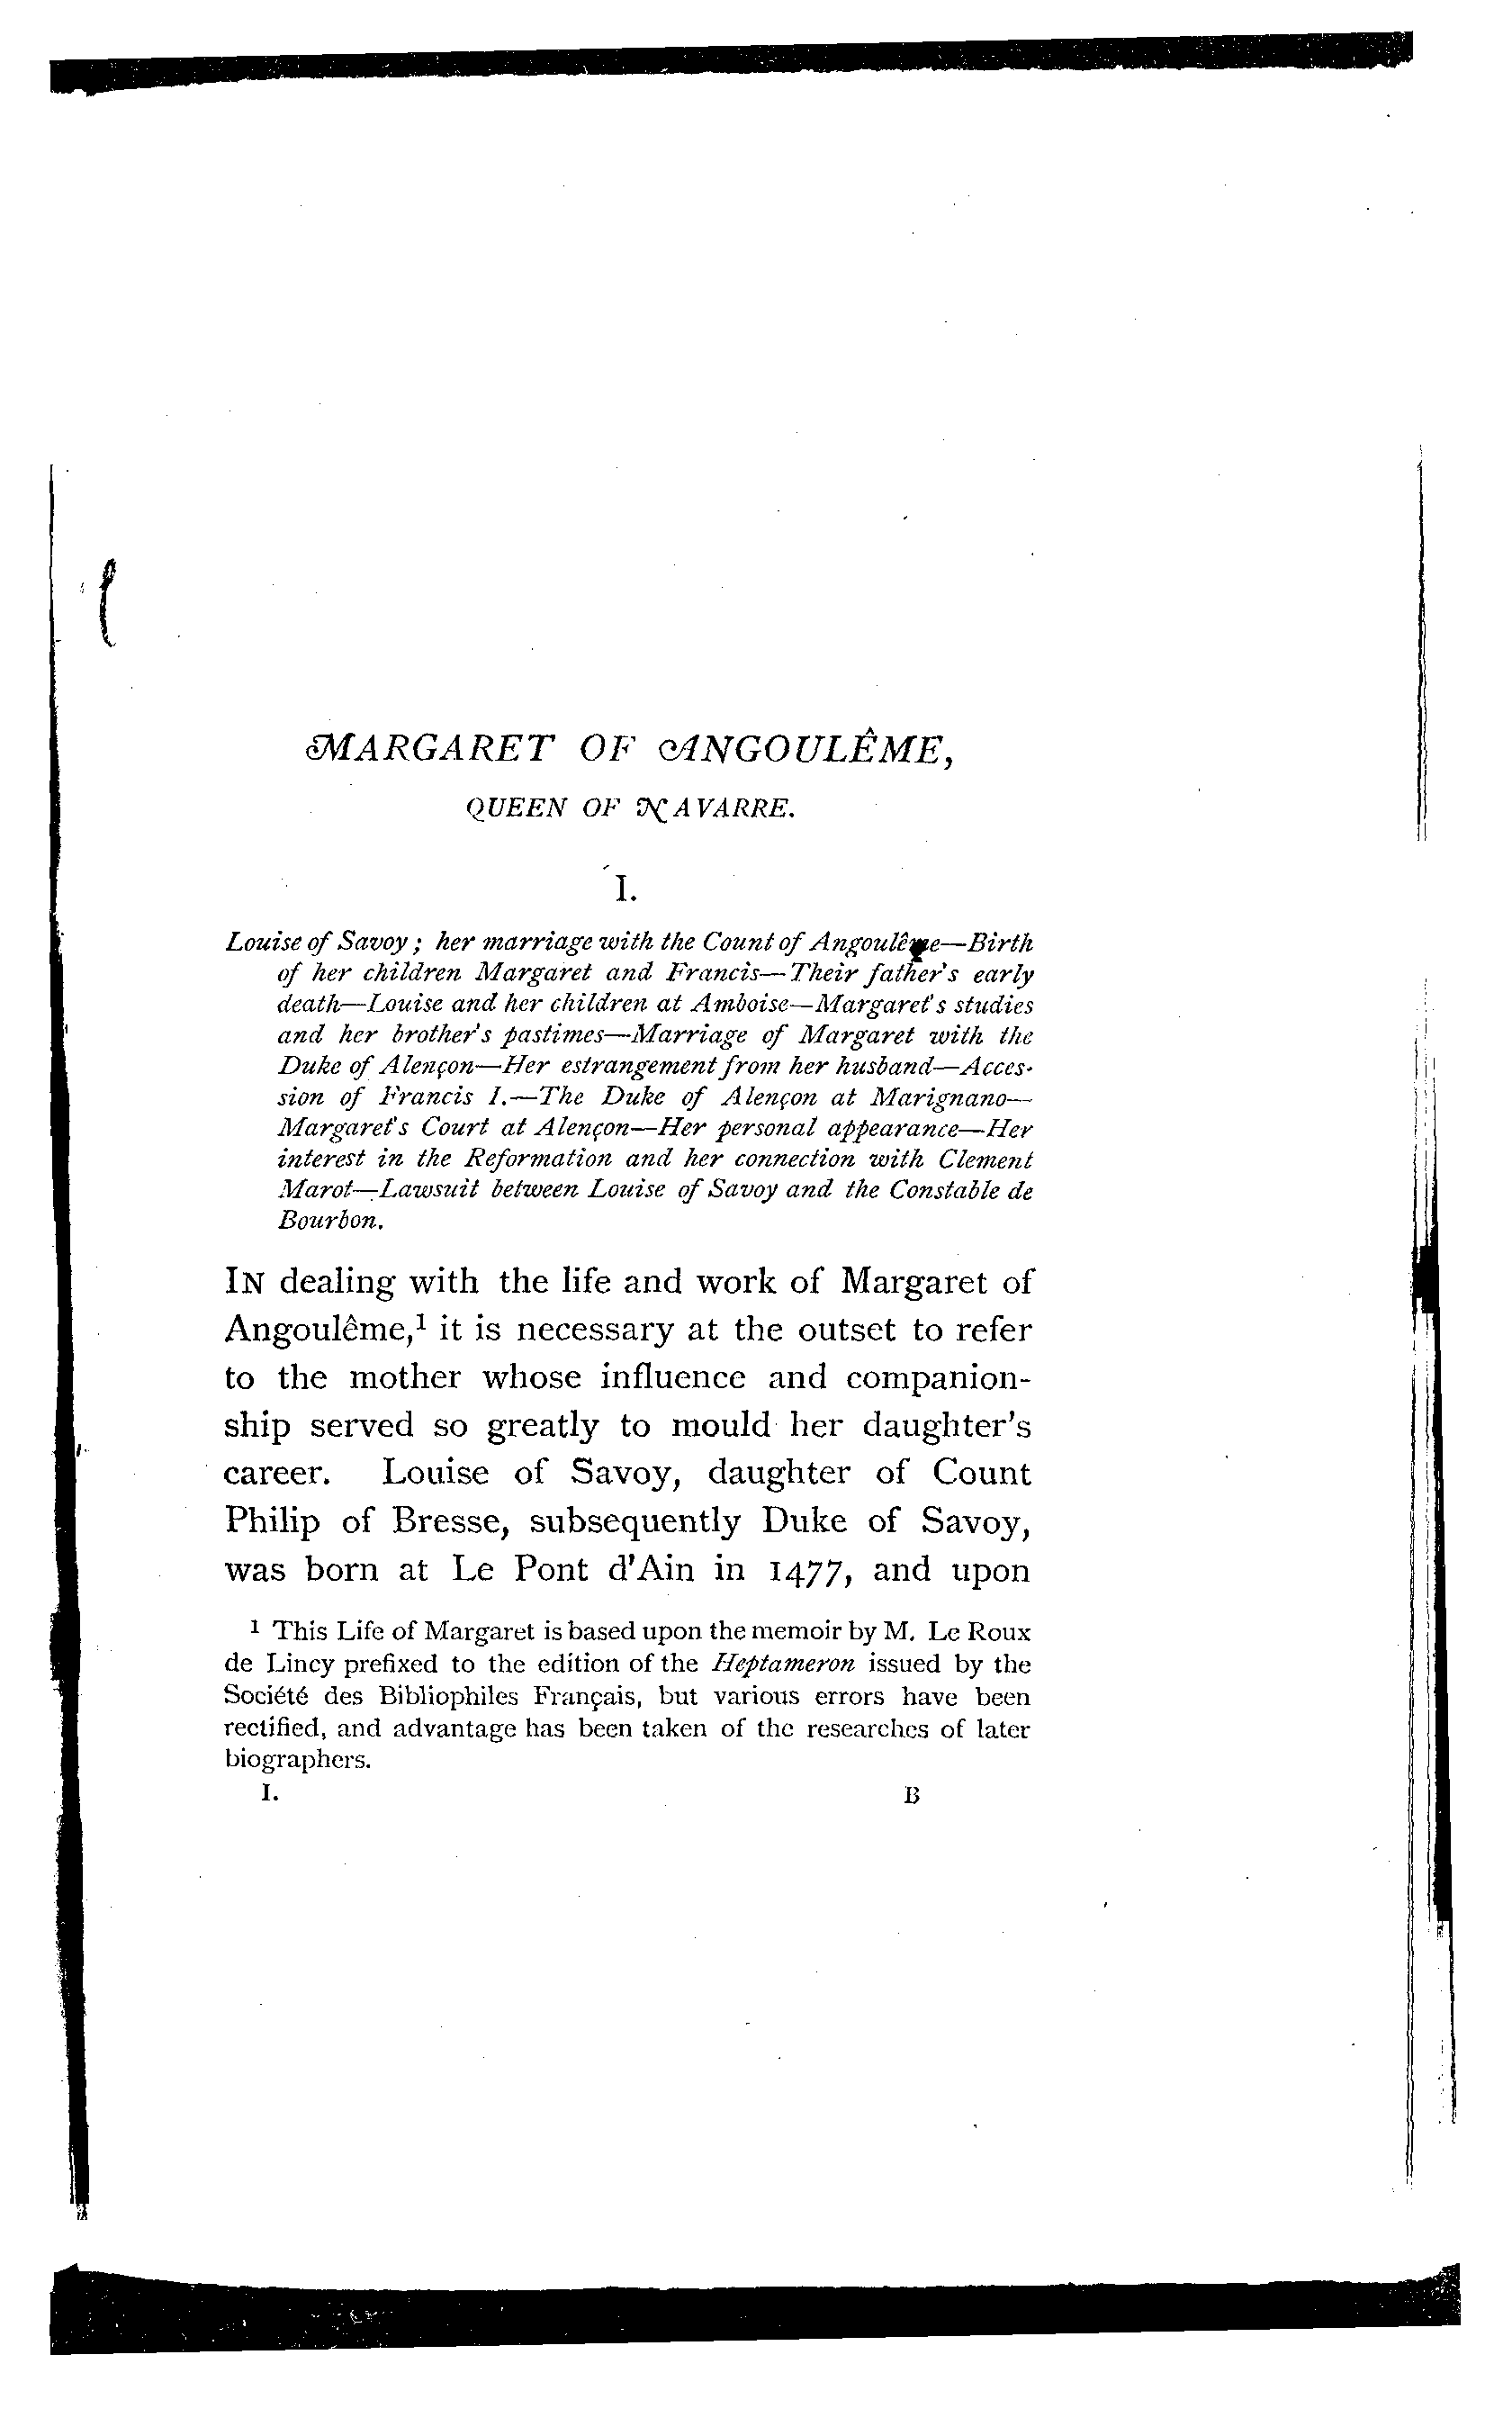 MARGARET OF ANGOULÊME,
QUEEN OF NAVARRE.
I.
Louise of Savoy; her marriage with the Count of Angoulême—Birth
of her children Margaret and Francis—Their father's early
death—Louise and her children at Amboise—Margaret's studies
and her brother's pastimes—Marriage of Margaret with the
Duke of Alençon—Her estrangement from her husband—Acces-
sion of Francis I.—The Duke of Alençon at Marignano—
Margaret's Court at Alençon—Her personal appearance—Her
interest in the Reformation and her connection with Clement
Marot—Lawsuit between Louise of Savoy and the Constable de
Bourbon.
IN dealing with the life and work of Margaret of
Angoulême,¹ it is necessary at the outset to refer
to the mother whose influence and companion-
ship served so greatly to mould her daughter's
career. Louise of Savoy, daughter of Count
Philip of Bresse, subsequently Duke of Savoy,
was born at Le Pont d'Ain in 1477, and upon
¹ This Life of Margaret is based upon the memoir by M. Le Roux
de Lincy prefixed to the edition of the Heptameron issued by the
Société des Bibliophiles Français, but various errors have been
rectified, and advantage has been taken of the researches of later
biographers.
I. B